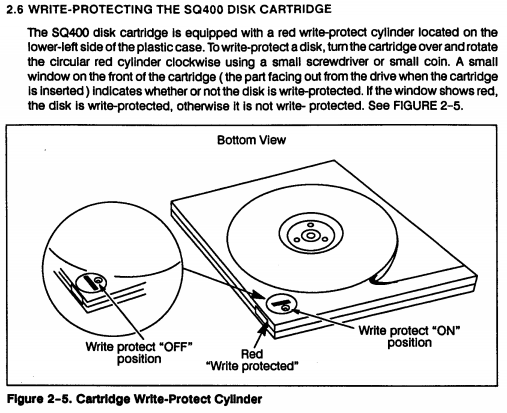 2.6 WRITE-PROTECTING THE SQ400 DISK CARTRIDGE
The SQ400 disk cartridge is equipped with a red write-protect cylinder located on the
lower-left side of the plastic case. To write-protect a disk, turn the cartridge over and rotate
the circular red cylinder clockwise using a small screwdriver or small coin. A small
window on the front of the cartridge ( the part facing out from the drive when the cartridge
is inserted ) indicates whether or not the disk is write-protected. If the window shows red,
the disk is write-protected, otherwise it is not write- protected. See FIGURE 2-5.
Bottom View
Write protect "OFF"
position
Red
"Write protected"
Write protect "ON"
position
Figure 2-5. Cartridge Write-Protect Cylinder